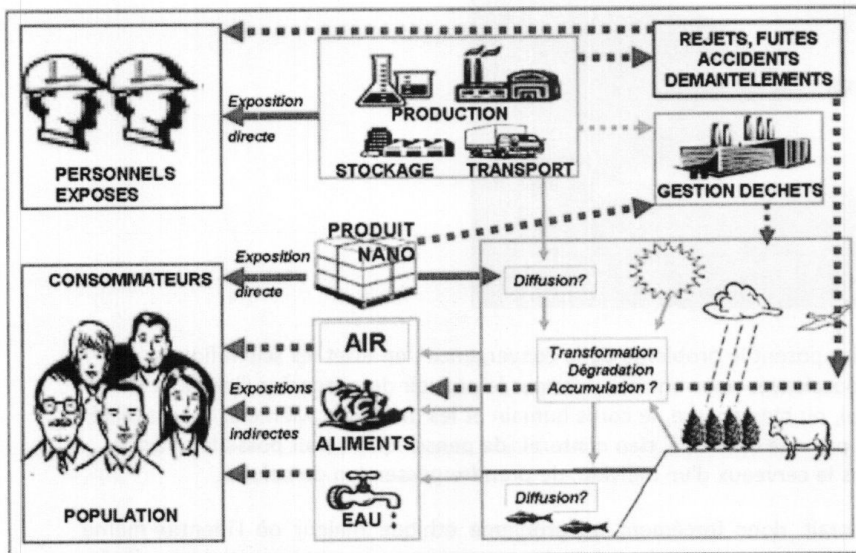 REJETS, FUITES
ACCIDENTS
DEMANTELEMENTS
PRODUCTION
Exposition
directe
STOCKAGE
TRANSPORT
PERSONNELS
EXPOSES
GESTION DECHETS
PRODUIT
NANO
Exposition
directe
CONSOMMATEURS
Diffusion?
AIR
Transformation
Dégradation
Accumulation ?
Expositions
indirectes
ALIMENTS
Diffusion?
EAU
POPULATION